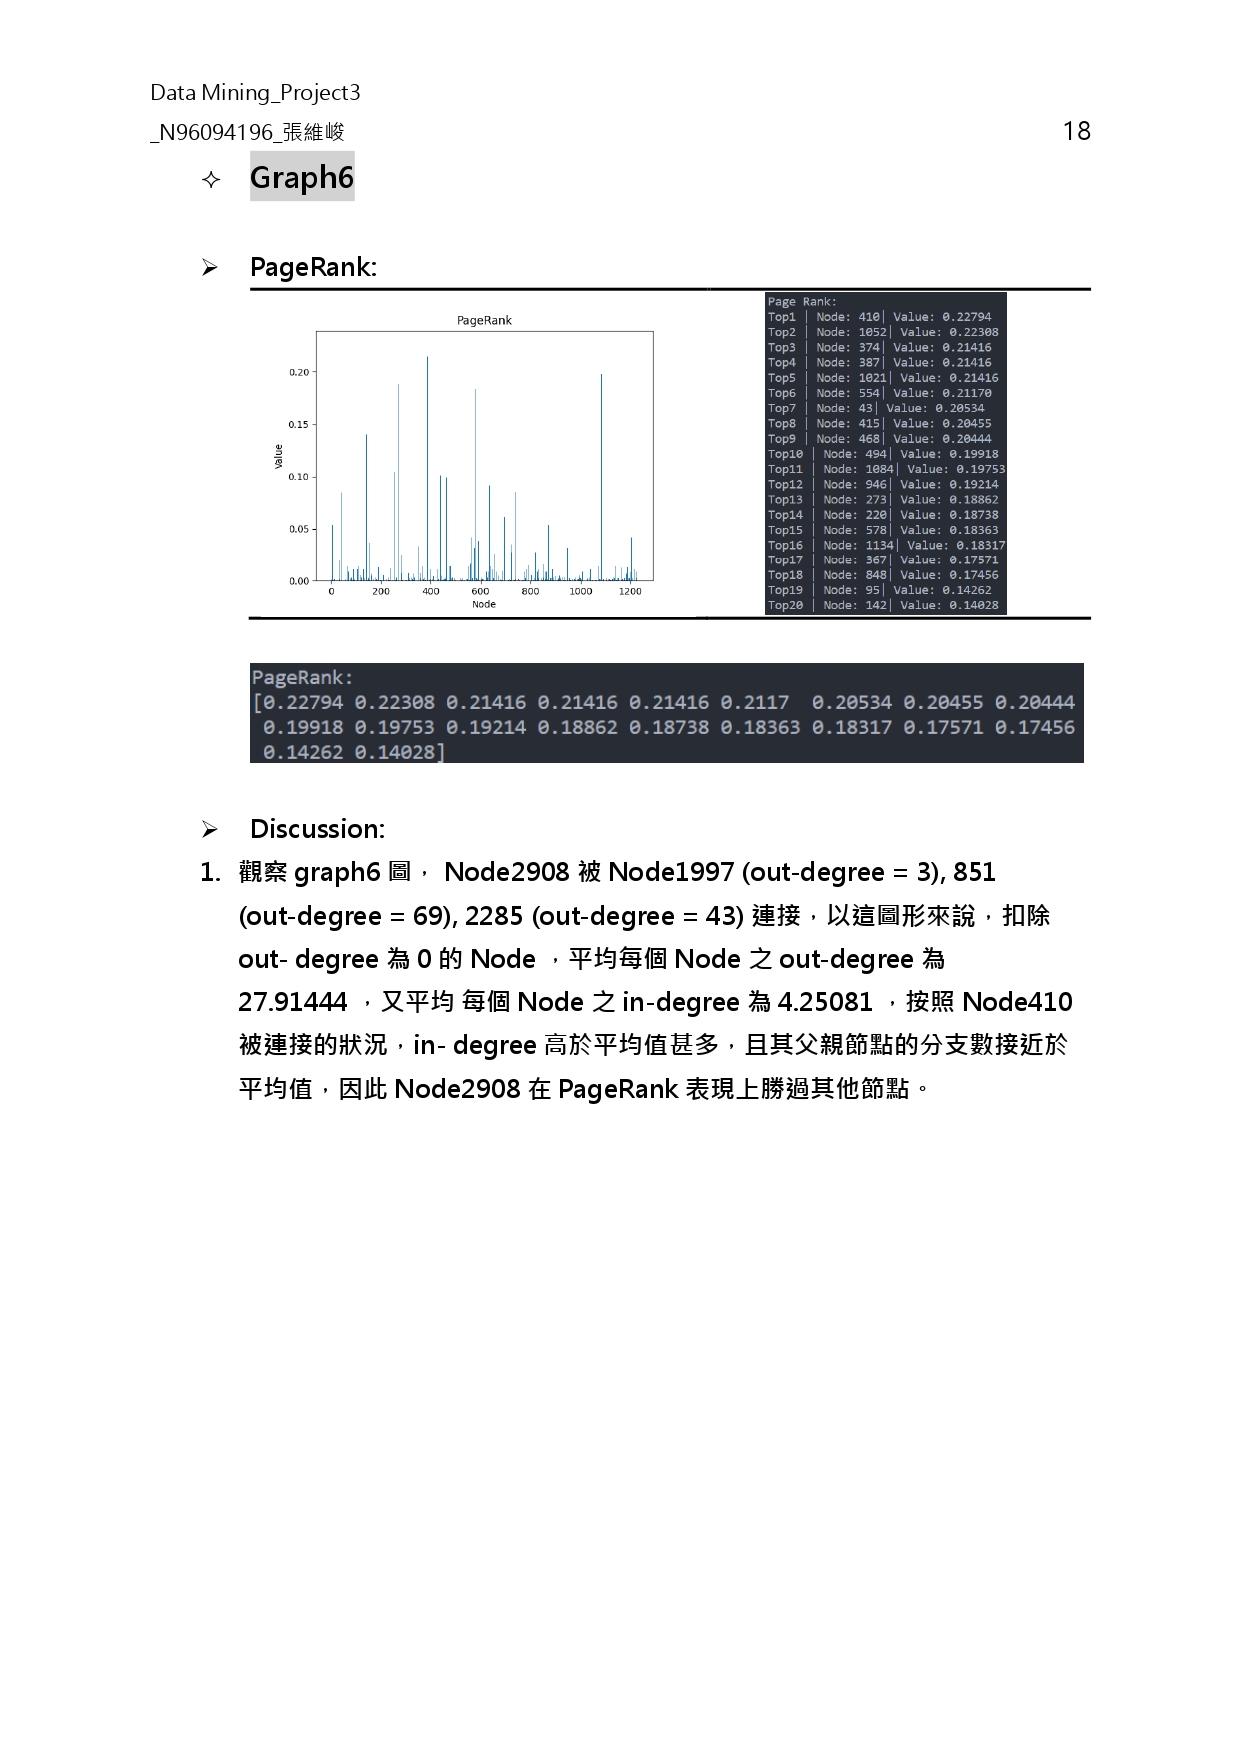 Data Mining_Project3
_N96094196_張維峻 18
✧ Graph6
➢ PageRank:
PageRank
Value
0.20
0.15
0.10
0.05
0.00
0 200 400 600 800 1000 1200
Node
Page Rank:
Top1 | Node: 410| Value: 0.22794
Top2 | Node: 1052| Value: 0.22308
Top3 | Node: 374| Value: 0.21416
Top4 | Node: 387| Value: 0.21416
Top5 | Node: 1021| Value: 0.21416
Top6 | Node: 554| Value: 0.21170
Top7 | Node: 43| Value: 0.20534
Top8 | Node: 415| Value: 0.20455
Top9 | Node: 468| Value: 0.20444
Top10 | Node: 494| Value: 0.19918
Top11 | Node: 1084| Value: 0.19753
Top12 | Node: 946| Value: 0.19214
Top13 | Node: 273| Value: 0.18862
Top14 | Node: 220| Value: 0.18738
Top15 | Node: 578| Value: 0.18363
Top16 | Node: 1134| Value: 0.18317
Top17 | Node: 367| Value: 0.17571
Top18 | Node: 848| Value: 0.17456
Top19 | Node: 95| Value: 0.14262
Top20 | Node: 142| Value: 0.14028
PageRank:
[0.22794 0.22308 0.21416 0.21416 0.21416 0.2117 0.20534 0.20455 0.20444
0.19918 0.19753 0.19214 0.18862 0.18738 0.18363 0.18317 0.17571 0.17456
0.14262 0.14028]
➢ Discussion:
1. 觀察 graph6 圖， Node2908 被 Node1997 (out-degree = 3), 851
(out-degree = 69), 2285 (out-degree = 43) 連接，以這圖形來說，扣除
out- degree 為 0 的 Node ，平均每個 Node 之 out-degree 為
27.91444 ，又平均 每個 Node 之 in-degree 為 4.25081 ，按照 Node410
被連接的狀況，in- degree 高於平均值甚多，且其父親節點的分支數接近於
平均值，因此 Node2908 在 PageRank 表現上勝過其他節點。